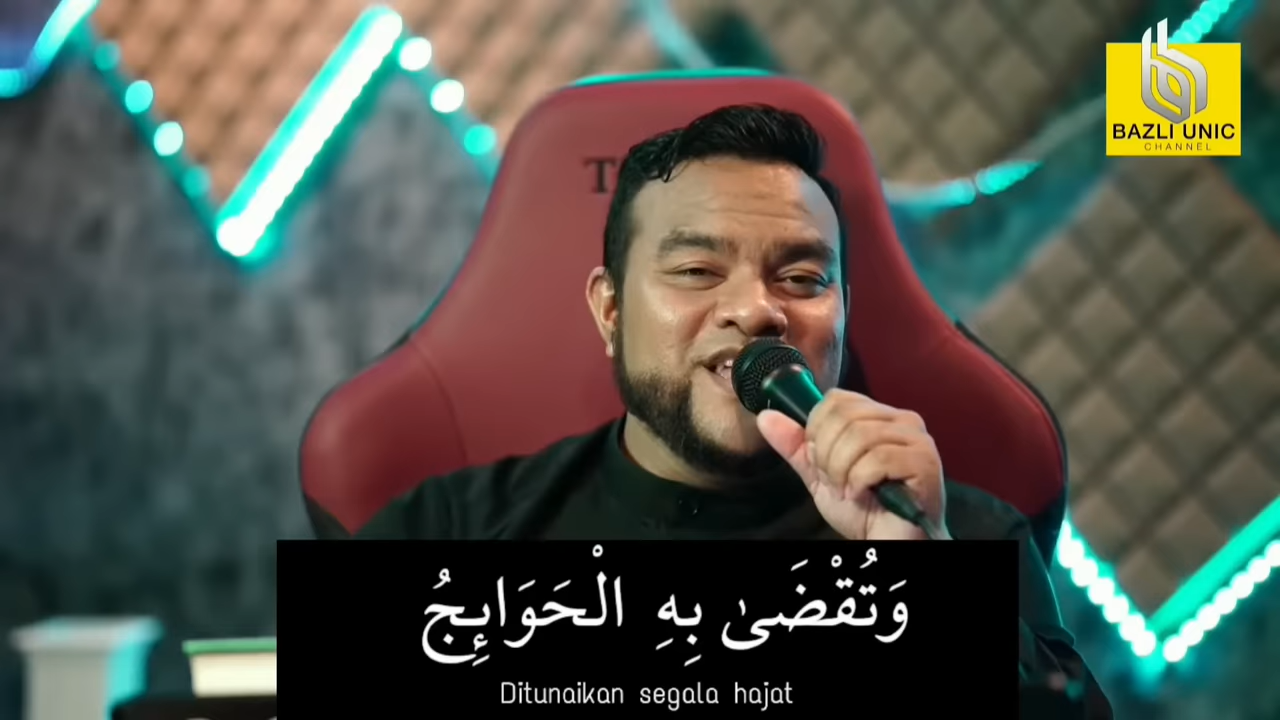 BAZLI UNIC
CHANNEL
وَتُقْضَىٰ بِهِ الْحَوَائِجُ
Ditunaikan segala hajat